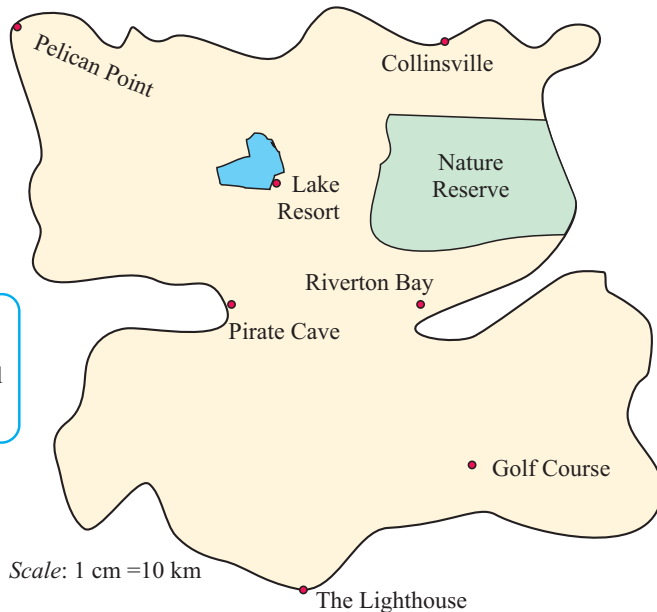 Pelican Point
Collinsville
Nature
Reserve
Lake
Resort
Riverton Bay
Pirate Cave
Golf Course
Scale: 1 cm =10 km
The Lighthouse